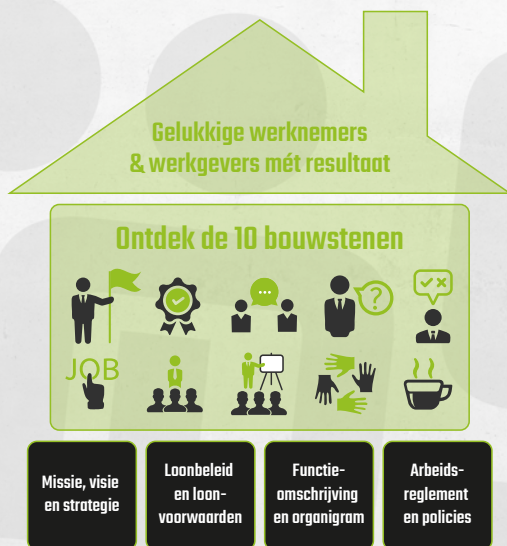 Gelukkige werknemers
& werkgevers mét resultaat
Ontdek de 10 bouwstenen
JOB
Missie, visie
en strategie
Loonbeleid
en loon-
voorwaarden
Functie-
omschrijving
en organigram
Arbeids-
reglement
en policies